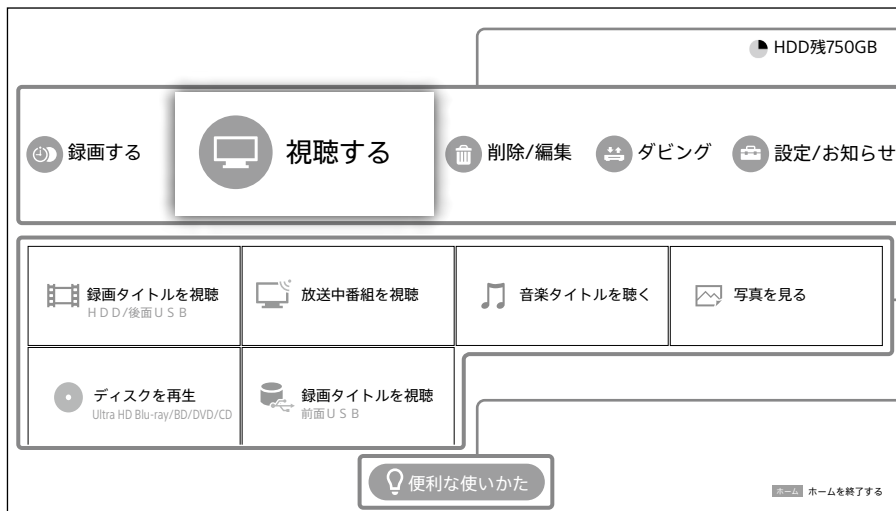 HDD残750GB
録画する
視聴する
削除/編集
ダビング
設定/お知らせ
録画タイトルを視聴
HDD/後面USB
放送中番組を視聴
音楽タイトルを聴く
写真を見る
ディスクを再生
Ultra HD Blu-ray/BD/DVD/CD
録画タイトルを視聴
前面USB
便利な使いかた
ホーム ホームを終了する